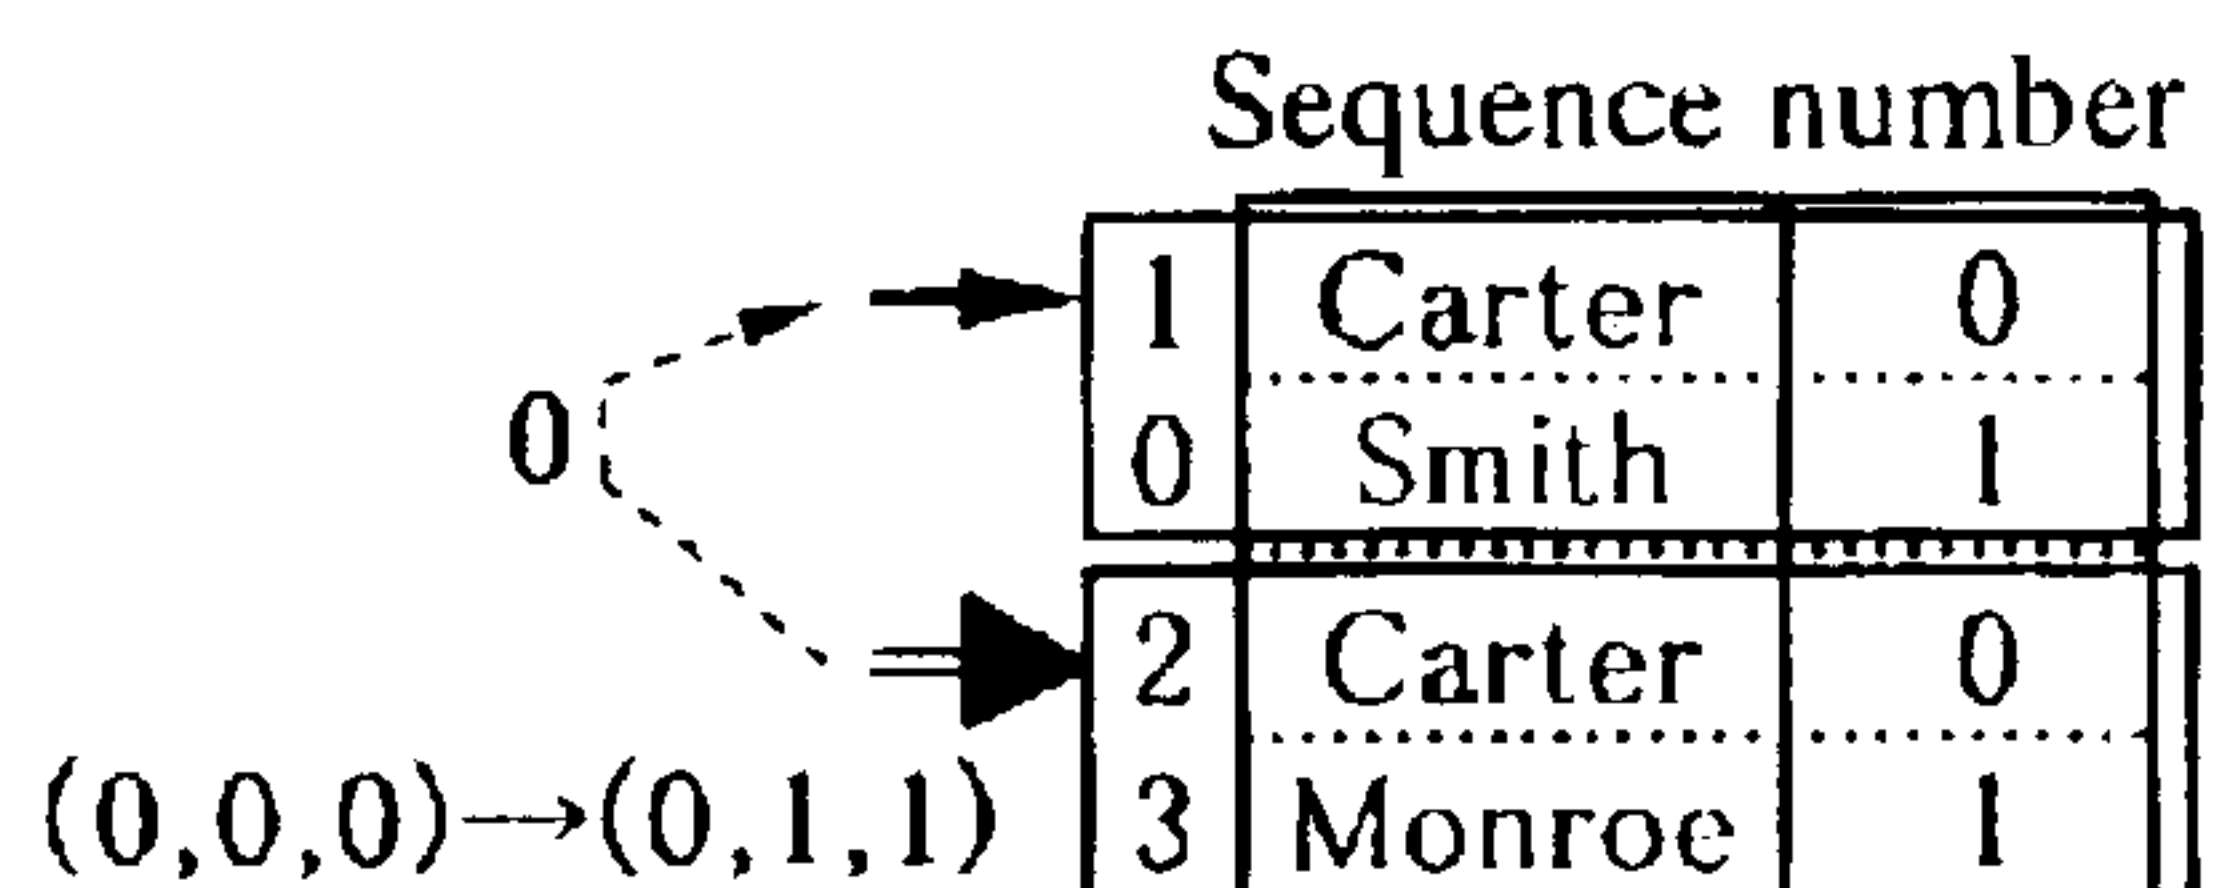 Sequence number
1 Carter 0
0
0 Smith 1
2 Carter 0
(0,0,0)→(0,1,1) 3 Monroe 1